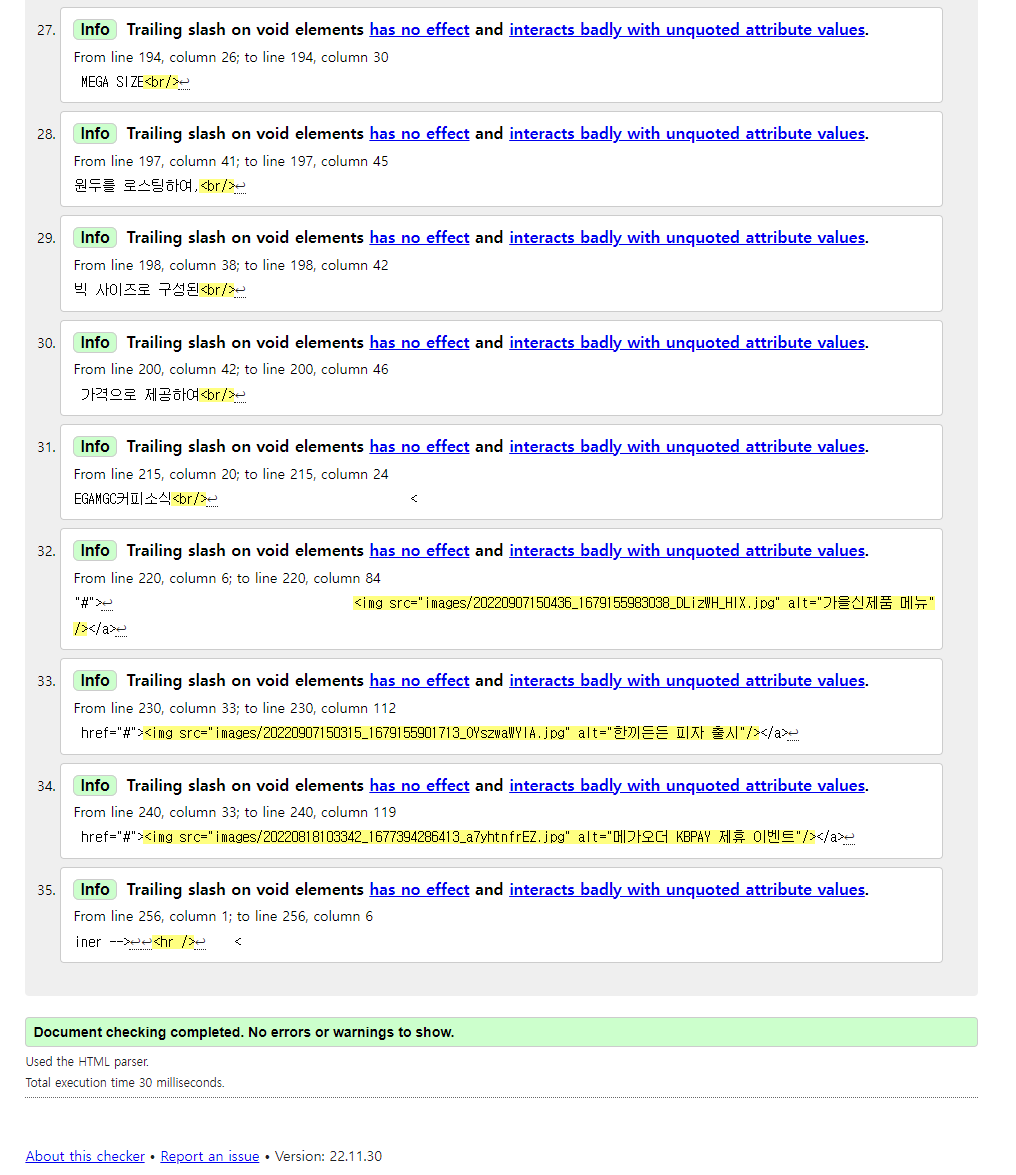 27. Info Trailing slash on void elements has no effect and interacts badly with unquoted attribute values.
From line 194, column 26; to line 194, column 30
MEGA SIZE<br/>↩
28. Info Trailing slash on void elements has no effect and interacts badly with unquoted attribute values.
From line 197, column 41; to line 197, column 45
원두를 로스팅하여,<br/>↩
29. Info Trailing slash on void elements has no effect and interacts badly with unquoted attribute values.
From line 198, column 38; to line 198, column 42
빅 사이즈로 구성된<br/>↩
30. Info Trailing slash on void elements has no effect and interacts badly with unquoted attribute values.
From line 200, column 42; to line 200, column 46
가격으로 제공하여<br/>↩
31. Info Trailing slash on void elements has no effect and interacts badly with unquoted attribute values.
From line 215, column 20; to line 215, column 24
EGAMGC커피소식<br/>↩ <
32. Info Trailing slash on void elements has no effect and interacts badly with unquoted attribute values.
From line 220, column 6; to line 220, column 84
"#">↩ <img src="images/20220907150436_1679155983038_DLizWH_HIX.jpg" alt="가을신제품 메뉴"
/></a>↩
33. Info Trailing slash on void elements has no effect and interacts badly with unquoted attribute values.
From line 230, column 33; to line 230, column 112
href="#"><img src="images/20220907150315_1679155901713_0YszwaWYIA.jpg" alt="한끼든든 피자 출시"/></a>↩
34. Info Trailing slash on void elements has no effect and interacts badly with unquoted attribute values.
From line 240, column 33; to line 240, column 119
href="#"><img src="images/20220818103342_1677394286413_a7yhtnfrEZ.jpg" alt="메가오더 KBPAY 제휴 이벤트"/></a>↩
35. Info Trailing slash on void elements has no effect and interacts badly with unquoted attribute values.
From line 256, column 1; to line 256, column 6
iner -->↩↩<hr />↩ <
Document checking completed. No errors or warnings to show.
Used the HTML parser.
Total execution time 30 milliseconds.
About this checker • Report an issue • Version: 22.11.30